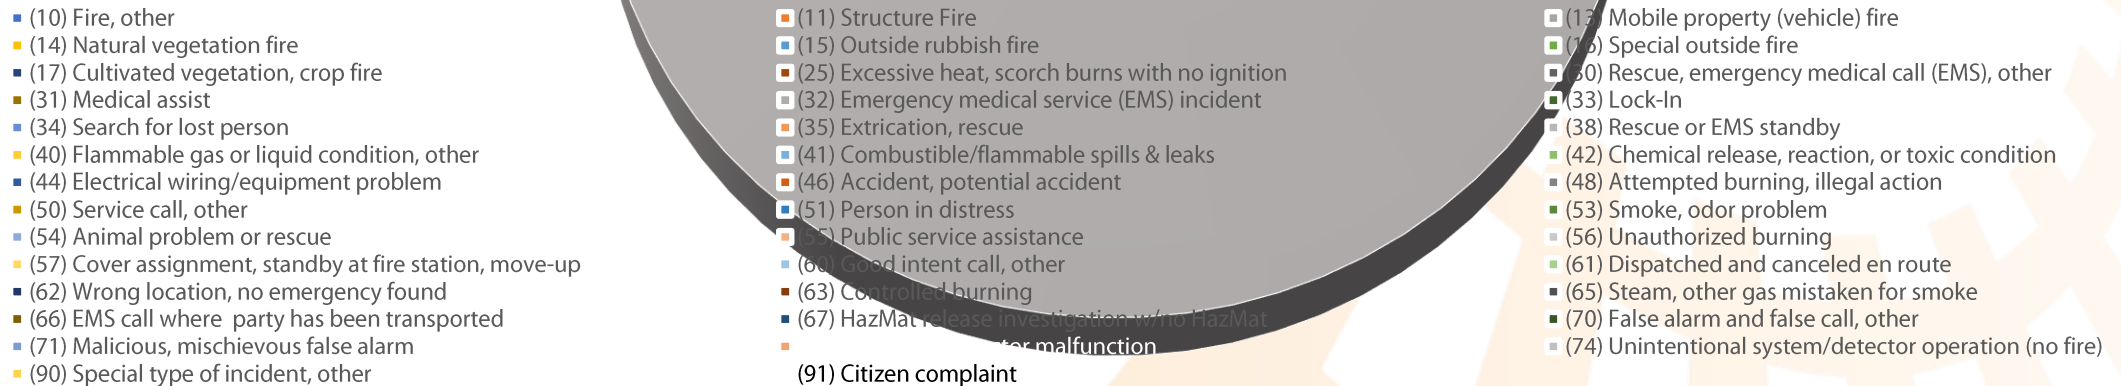 (10) Fire, other
(11) Structure Fire
(13) Mobile property (vehicle) fire
(14) Natural vegetation fire
(15) Outside rubbish fire
(16) Special outside fire
(17) Cultivated vegetation, crop fire
(25) Excessive heat, scorch burns with no ignition
(30) Rescue, emergency medical call (EMS), other
(31) Medical assist
(32) Emergency medical service (EMS) incident
(33) Lock-In
(34) Search for lost person
(35) Extrication, rescue
(38) Rescue or EMS standby
(40) Flammable gas or liquid condition, other
(41) Combustible/flammable spills & leaks
(42) Chemical release, reaction, or toxic condition
(44) Electrical wiring/equipment problem
(46) Accident, potential accident
(48) Attempted burning, illegal action
(50) Service call, other
(51) Person in distress
(53) Smoke, odor problem
(54) Animal problem or rescue
(55) Public service assistance
(56) Unauthorized burning
(57) Cover assignment, standby at fire station, move-up
(60) Good intent call, other
(61) Dispatched and canceled en route
(62) Wrong location, no emergency found
(63) Controlled burning
(65) Steam, other gas mistaken for smoke
(66) EMS call where party has been transported
(67) HazMat release investigation w/no HazMat
(70) False alarm and false call, other
(71) Malicious, mischievous false alarm
malfunction
(74) Unintentional system/detector operation (no fire)
(90) Special type of incident, other
(91) Citizen complaint